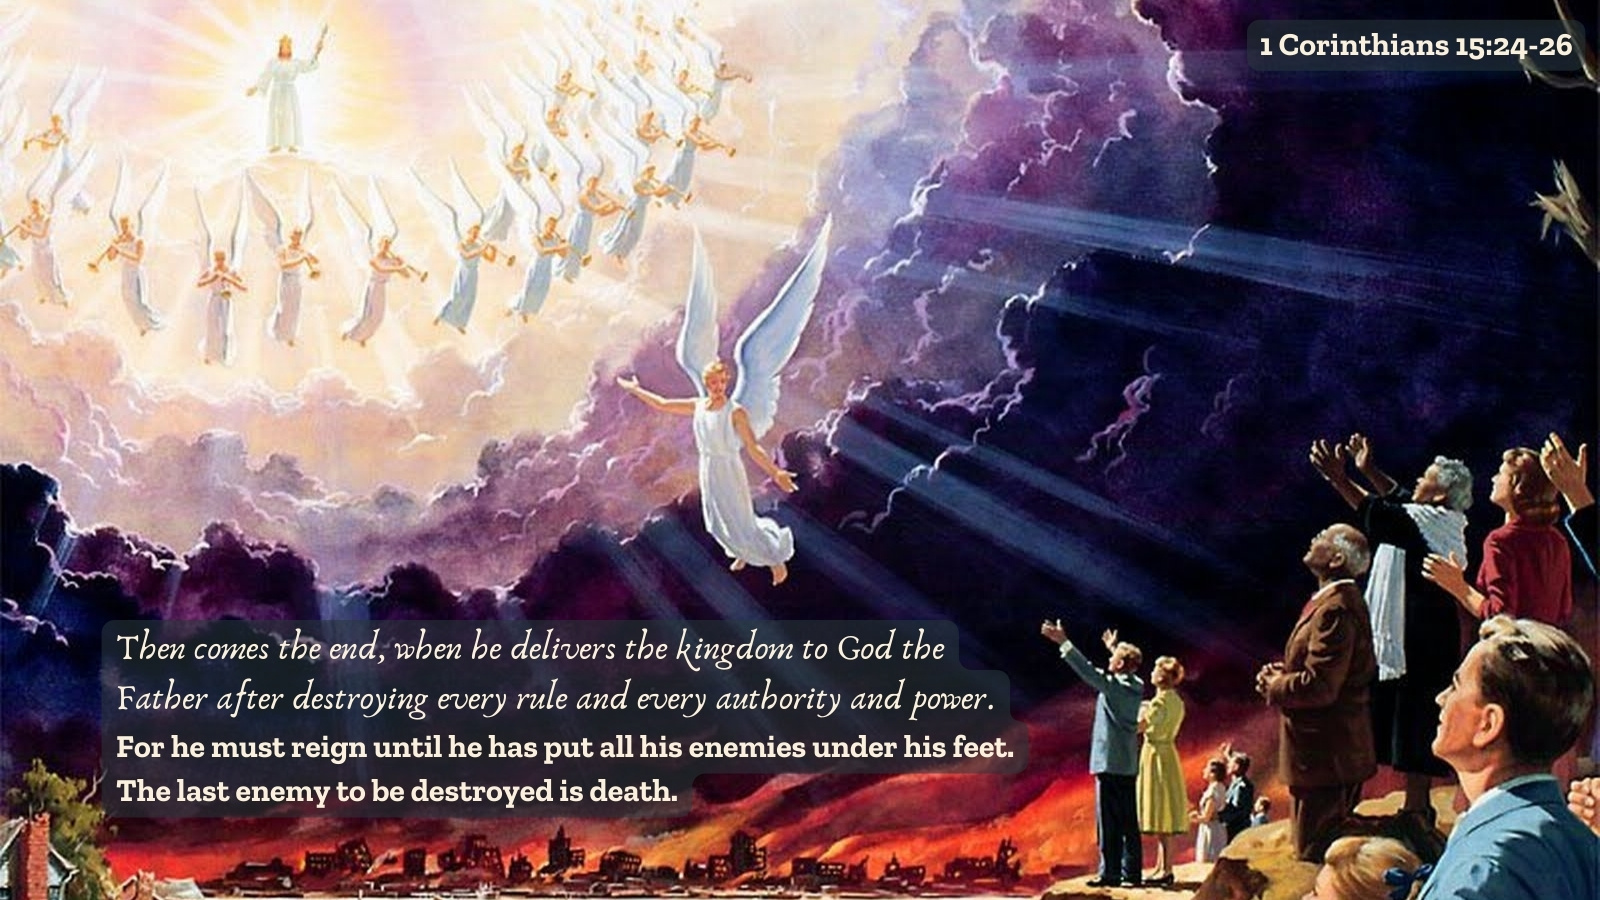 1 Corinthians 15:24-26
Then comes the end, when he delivers the kingdom to God the
Father after destroying every rule and every authority and power.
For he must reign until he has put all his enemies under his feet.
The last enemy to be destroyed is death.